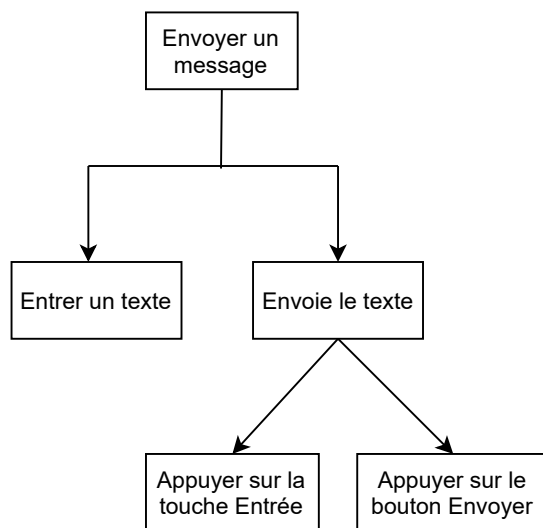 Envoyer un
message
Entrer un texte
Envoie le texte
Appuyer sur la
touche Entrée
Appuyer sur le
bouton Envoyer